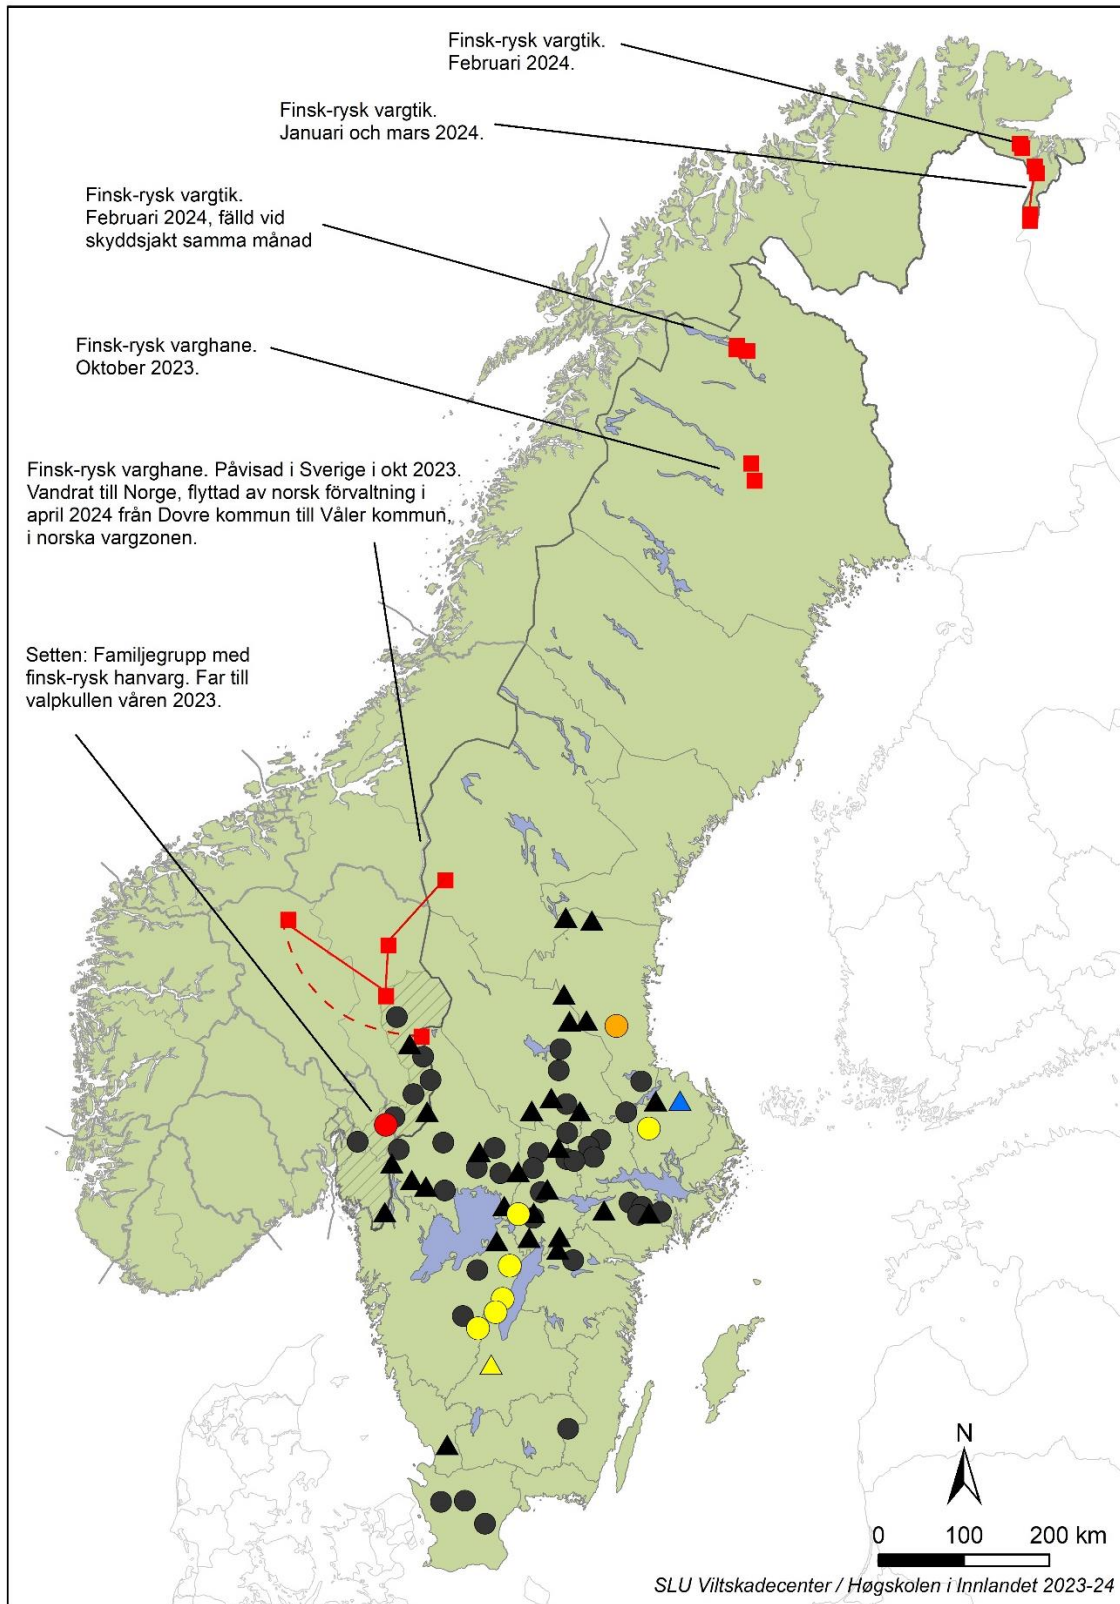 Finsk-rysk vargtik.
Februari 2024.
Finsk-rysk vargtik.
Januari och mars 2024.
Finsk-rysk vargtik.
Februari 2024, fälld vid
skyddsjakt samma månad
Finsk-rysk varghane.
Oktober 2023.
Finsk-rysk varghane. Påvisad i Sverige i okt 2023.
Vandrat till Norge, flyttad av norsk förvaltning i
april 2024 från Dovre kommun till Våler kommun,
i norska vargzonen.
Setten: Familjegrupp med
finsk-rysk hanvarg. Far till
valpkullen våren 2023.
N
0 100 200 km
SLU Viltskadecenter / Høgskolen i Innlandet 2023-24